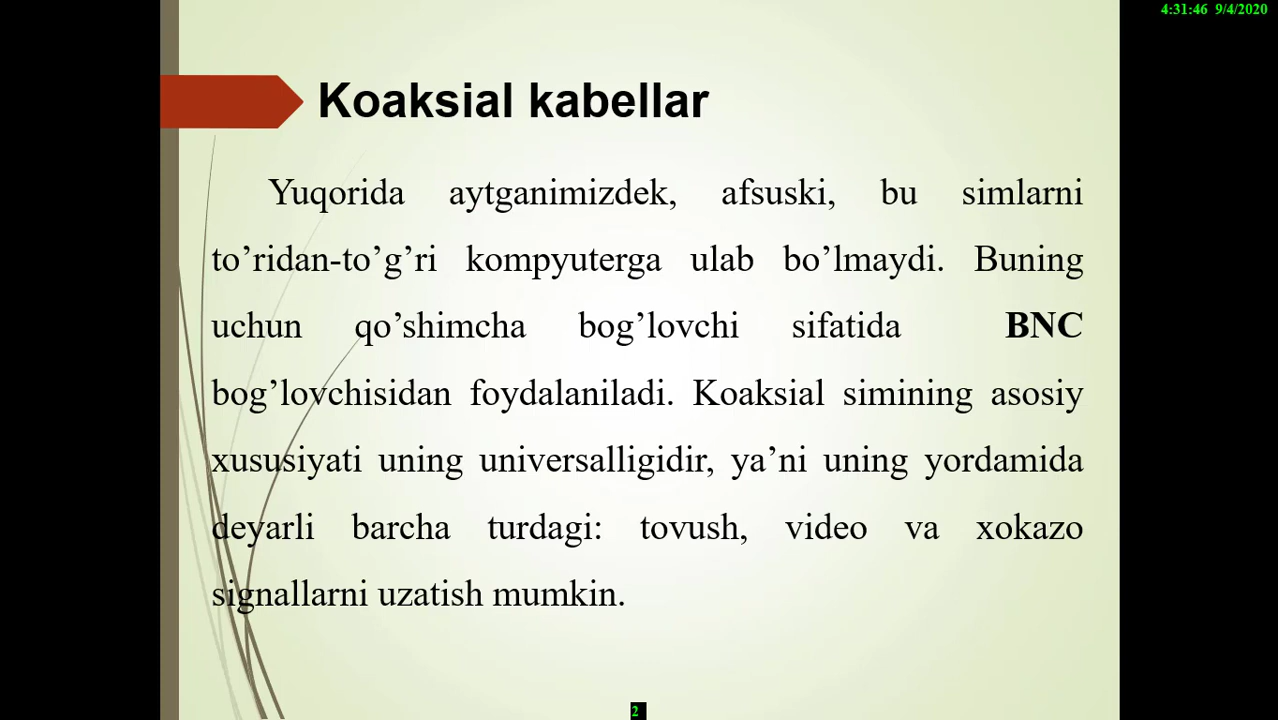 4:31:46 9/4/2020
Koaksial kabellar
Yuqorida aytganimizdek, afsuski, bu simlarni
to’ridan-to’g’ri kompyuterga ulab bo’lmaydi. Buning
uchun qo’shimcha bog’lovchi sifatida BNC
bog’lovchisidan foydalaniladi. Koaksial simining asosiy
xususiyati uning universalligidir, ya’ni uning yordamida
deyarli barcha turdagi: tovush, video va xokazo
signallarni uzatish mumkin.
2